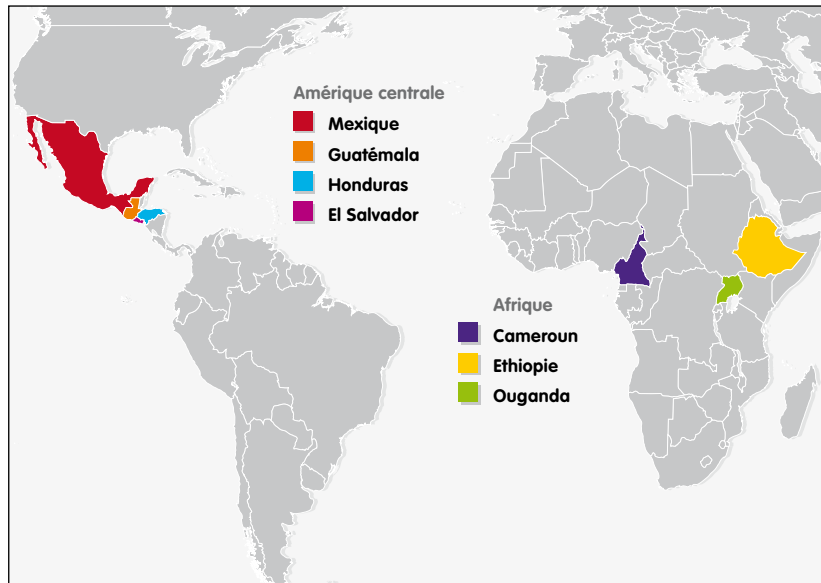 Amérique centrale
Mexique
Guatémala
Honduras
El Salvador
Afrique
Cameroun
Ethiopie
Ouganda